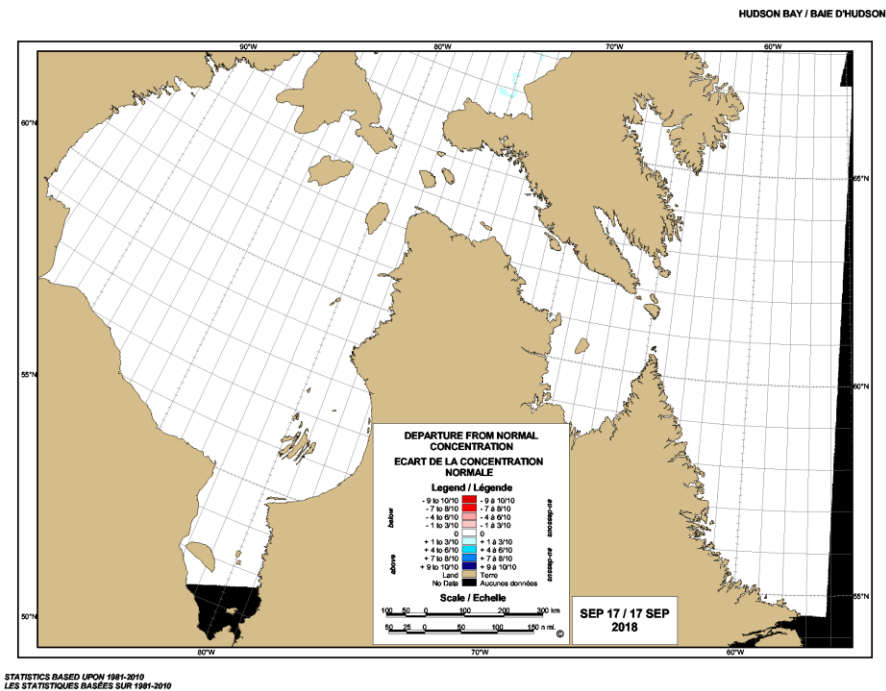 HUDSON BAY / BAIE D'HUDSON
90°W 80°W 70°W 60°W
60°N
65°N
55°N
60°N
50°N
55°N
80°W 70°W 60°W
DEPARTURE FROM NORMAL
CONCENTRATION
ECART DE LA CONCENTRATION
NORMALE
Legend / Légende
below
au-dessous
- 9 to 10/10 - 9 à 10/10
- 7 to 8/10 - 7 à 8/10
- 4 to 6/10 - 4 à 6/10
- 1 to 3/10 - 1 à 3/10
0 0
above
au-dessus
+ 1 to 3/10 + 1 à 3/10
+ 4 to 6/10 + 4 à 6/10
+ 7 to 8/10 + 7 à 8/10
+ 9 to 10/10 + 9 à 10/10
Land Terre
No Data Aucunes données
Scale / Echelle
100 50 0 100 200 300 km
50 25 0 50 100 150 n mi.
©
SEP 17 / 17 SEP
2018
STATISTICS BASED UPON 1981-2010
LES STATISTIQUES BASÉES SUR 1981-2010